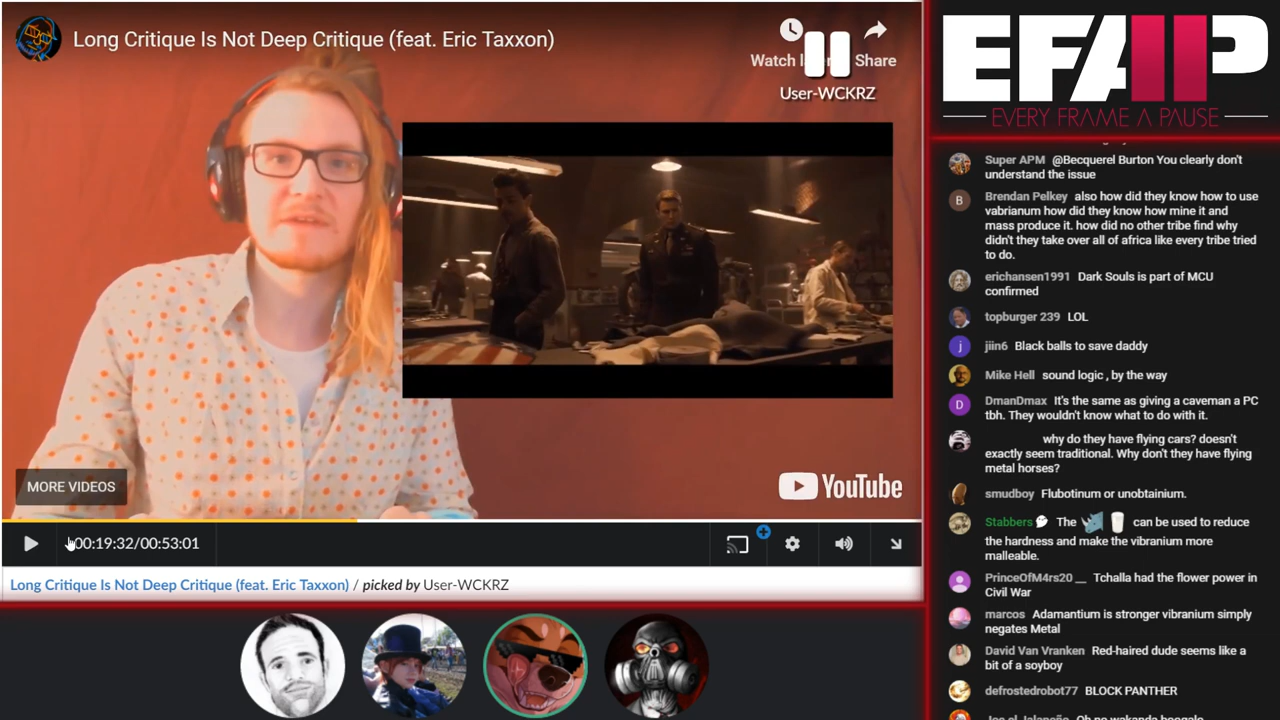 Long Critique Is Not Deep Critique (feat. Eric Taxxon)
Watch l
Share
User-WCKRZ
MORE VIDEOS
YouTube
00:19:32/00:53:01
Long Critique Is Not Deep Critique (feat. Eric Taxxon) / picked by User-WCKRZ
EFAP
EVERY FRAME A PAUSE
Super APM @Becquerel Burton You clearly don't
understand the issue
B
Brendan Pelkey also how did they know how to use
vabrianum how did they know how mine it and
mass produce it. how did no other tribe find why
didn't they take over all of africa like every tribe tried
to do.
erichansen1991 Dark Souls is part of MCU
confirmed
topburger 239 LOL
j
jiin6 Black balls to save daddy
Mike Hell sound logic , by the way
D
DmanDmax It's the same as giving a caveman a PC
tbh. They wouldn't know what to do with it.
why do they have flying cars? doesn't
exactly seem traditional. Why don't they have flying
metal horses?
smudboy Flubotinum or unobtainium.
Stabbers The can be used to reduce
the hardness and make the vibranium more
malleable.
PrinceOfM4rs20 __ Tchalla had the flower power in
Civil War
marcos Adamantium is stronger vibranium simply
negates Metal
David Van Vranken Red-haired dude seems like a
bit of a soyboy
defrostedrobot77 BLOCK PANTHER